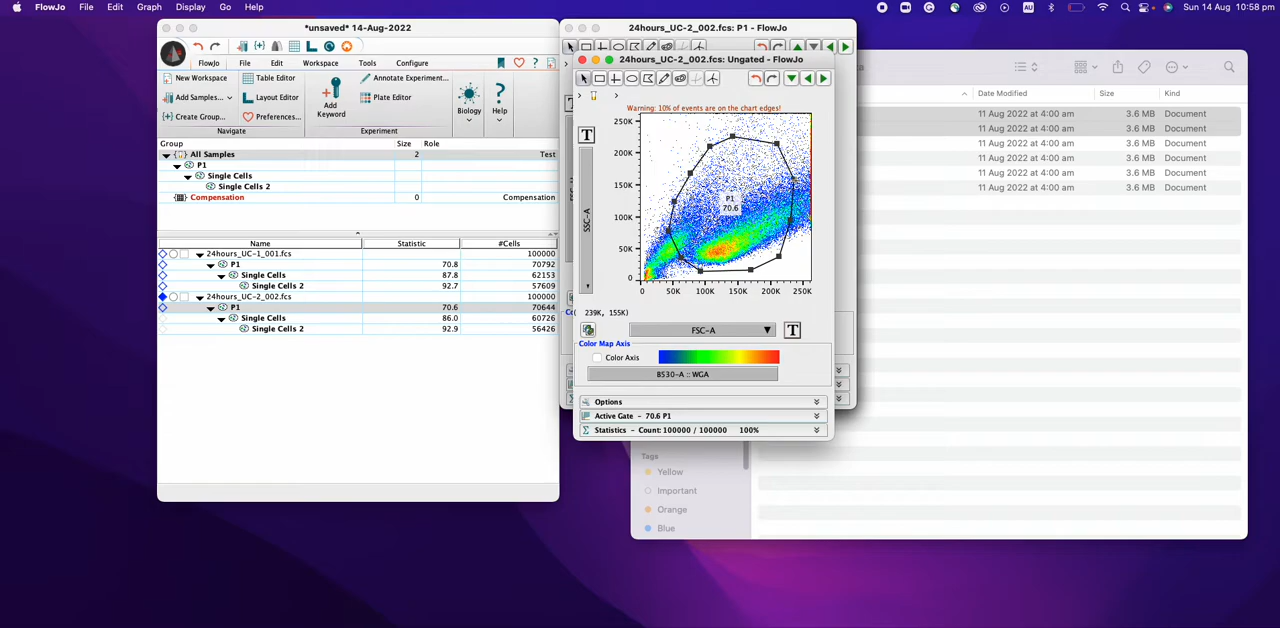 FlowJo File Edit Graph Display Go Help
AU Sun 14 Aug 10:58 pm
*unsaved* 14-Aug-2022
FlowJo File Edit Workspace Tools Configure
New Workspace
Add Samples...
Create Group...
Navigate
Table Editor
Layout Editor
Preferences...
Add
Keyword
Annotate Experiment...
Plate Editor
Experiment
Biology
Help
Group Size Role
All Samples 2 Test
P1
Single Cells
Single Cells 2
Compensation 0 Compensation
Name Statistic #Cells
24hours_UC-1_001.fcs 100000
P1 70.8 70792
Single Cells 87.8 62153
Single Cells 2 92.7 57609
24hours_UC-2_002.fcs 100000
P1 70.6 70644
Single Cells 86.0 60726
Single Cells 2 92.9 56426
24hours_UC-2_002.fcs: P1 - FlowJo
24hours_UC-2_002.fcs: Ungated - FlowJo
Warning: 10% of events are on the chart edges!
T
SSC-A
250K
200K
150K
100K
50K
0
P1
70.6
0 50K 100K 150K 200K 250K
( 239K, 155K)
FSC-A T
Color Map Axis
Color Axis
B530-A :: WGA
Options
Active Gate - 70.6 P1
Statistics - Count: 100000 / 100000 100%
Date Modified Size Kind
11 Aug 2022 at 4:00 am 3.6 MB Document
11 Aug 2022 at 4:00 am 3.6 MB Document
11 Aug 2022 at 4:00 am 3.6 MB Document
11 Aug 2022 at 4:00 am 3.6 MB Document
11 Aug 2022 at 4:00 am 3.6 MB Document
11 Aug 2022 at 4:00 am 3.6 MB Document
Tags
Yellow
Important
Orange
Blue